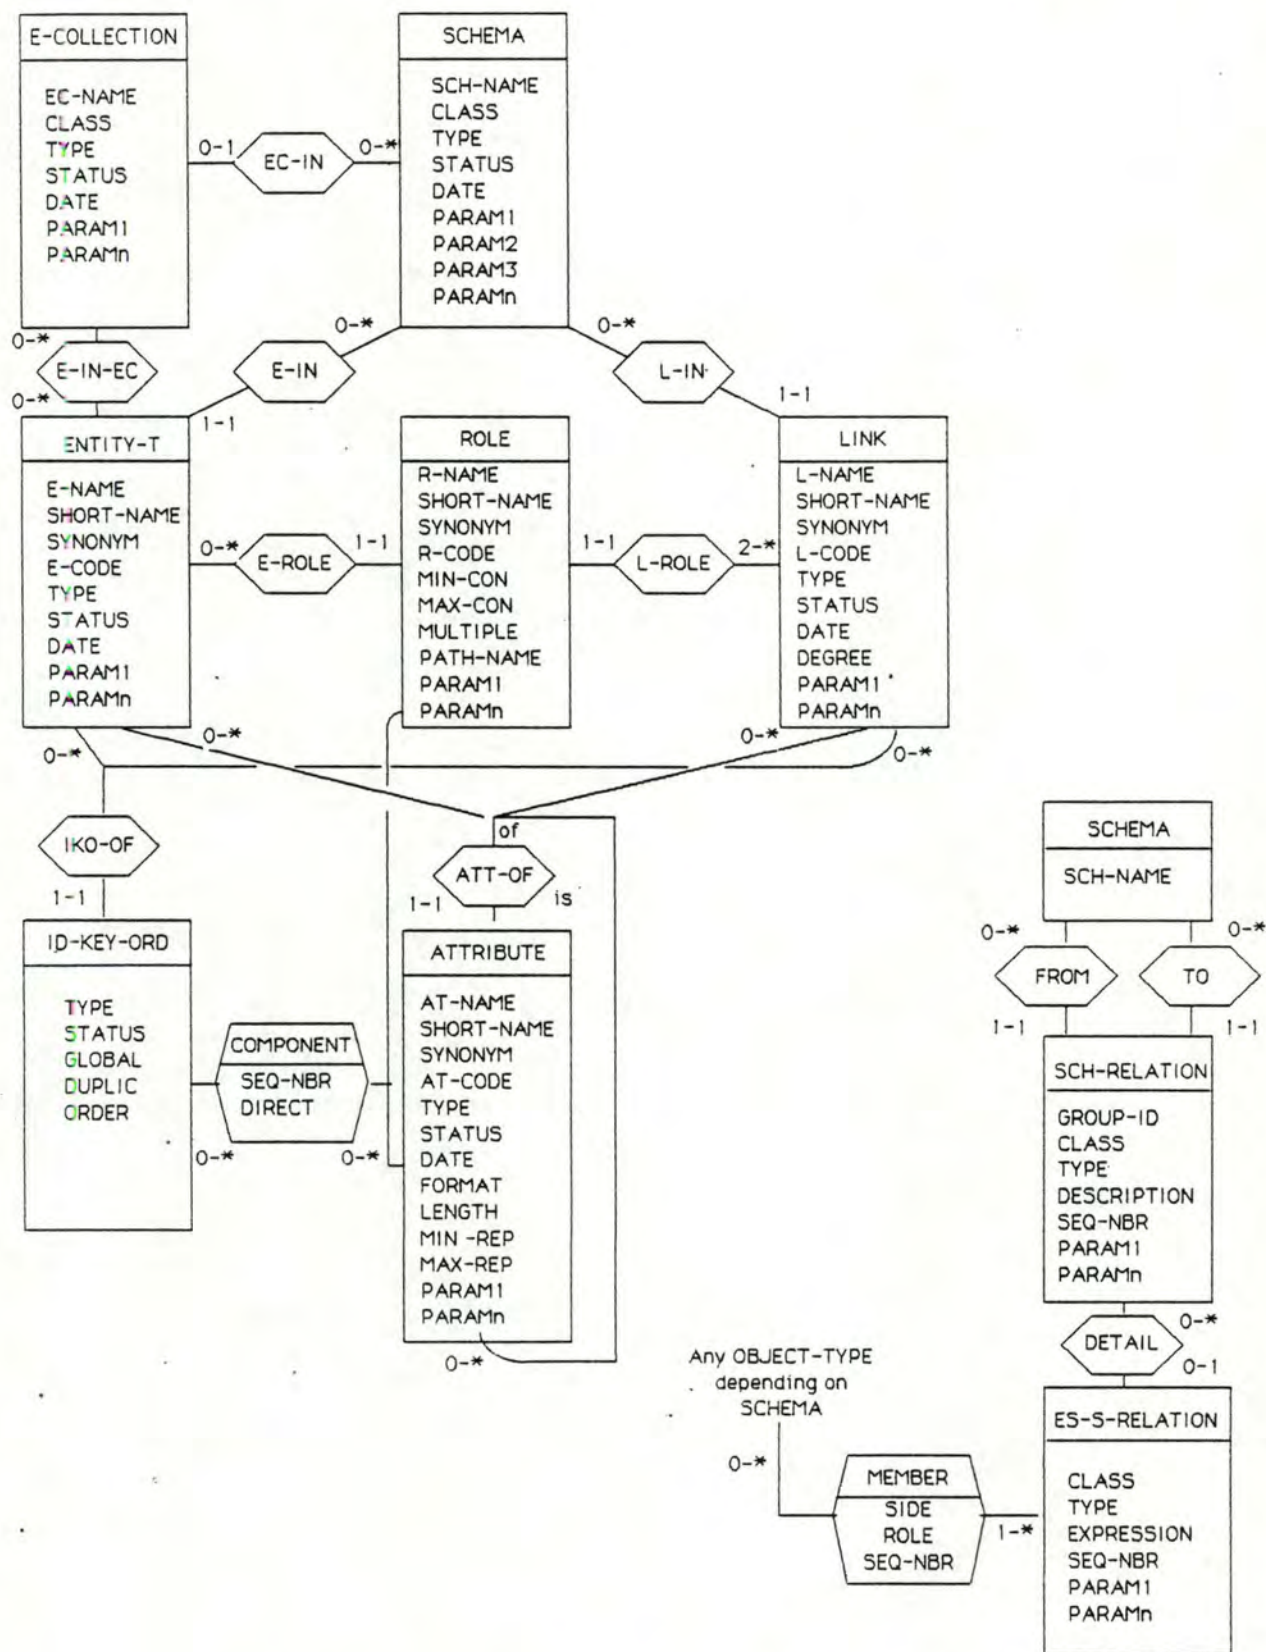 E-COLLECTION
EC-NAME
CLASS
TYPE
STATUS
DATE
PARAM1
PARAMn
0-1
EC-IN
0-*
SCHEMA
SCH-NAME
CLASS
TYPE
STATUS
DATE
PARAM1
PARAM2
PARAM3
PARAMn
0-*
E-IN-EC
0-*
0-*
E-IN
1-1
0-*
L-IN
1-1
ENTITY-T
E-NAME
SHORT-NAME
SYNONYM
E-CODE
TYPE
STATUS
DATE
PARAM1
PARAMn
0-*
E-ROLE
1-1
ROLE
R-NAME
SHORT-NAME
SYNONYM
R-CODE
MIN-CON
MAX-CON
MULTIPLE
PATH-NAME
PARAM1
PARAMn
1-1
L-ROLE
2-*
LINK
L-NAME
SHORT-NAME
SYNONYM
L-CODE
TYPE
STATUS
DATE
DEGREE
PARAM1
PARAMn
0-*
0-*
0-*
0-*
IKO-OF
1-1
of
ATT-OF
1-1
is
ID-KEY-ORD
TYPE
STATUS
GLOBAL
DUPLIC
ORDER
COMPONENT
SEQ-NBR
DIRECT
0-*
0-*
ATTRIBUTE
AT-NAME
SHORT-NAME
SYNONYM
AT-CODE
TYPE
STATUS
DATE
FORMAT
LENGTH
MIN -REP
MAX-REP
PARAM1
PARAMn
0-*
SCHEMA
SCH-NAME
0-*
0-*
FROM
TO
1-1
1-1
SCH-RELATION
GROUP-ID
CLASS
TYPE
DESCRIPTION
SEQ-NBR
PARAM1
PARAMn
0-*
DETAIL
0-1
Any OBJECT-TYPE
depending on
SCHEMA
0-*
MEMBER
SIDE
ROLE
SEQ-NBR
1-*
ES-S-RELATION
CLASS
TYPE
EXPRESSION
SEQ-NBR
PARAM1
PARAMn